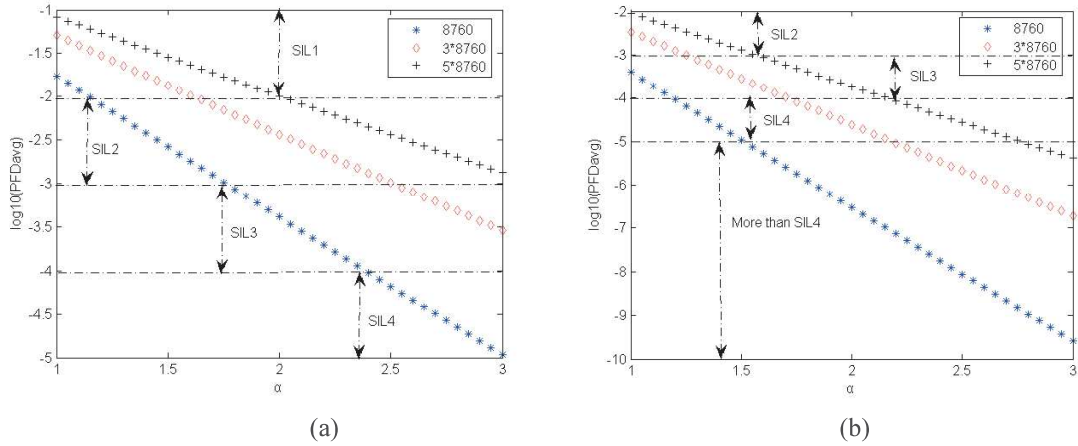 -1
-1.5
-2
-2.5
-3
-3.5
-4
-4.5
-5
log10(PFDavg)
SIL1
SIL2
SIL3
SIL4
8760
3*8760
5*8760
1
1.5
2
2.5
3
α
(a)
-2
-3
-4
-5
-6
-7
-8
-9
-10
log10(PFDavg)
SIL2
SIL3
SIL4
More than SIL4
8760
3*8760
5*8760
1
1.5
2
2.5
3
α
(b)